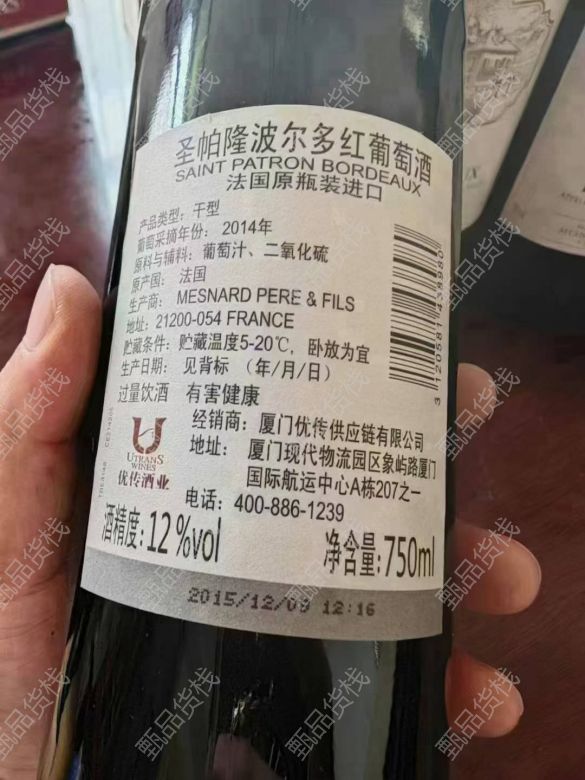 圣帕隆波尔多红葡萄酒
SAINT PATRON BORDEAUX
法国原瓶装进口
产品类型：干型
葡萄采摘年份：2014年
原料与辅料：葡萄汁、二氧化硫
原产国：法国
生产商：MESNARD PERE & FILS
地址：21200-054 FRANCE
贮藏条件：贮藏温度5-20℃，卧放为宜
生产日期：见背标（年/月/日）
过量饮酒 有害健康
经销商：厦门优传供应链有限公司
地址：厦门现代物流园区象屿路厦门
国际航运中心A栋207之一
电话：400-886-1239
UTRANS
WINES
优传酒业
酒精度：12%vol
净含量：750ml
2015/12/09 12:16
甄品货栈